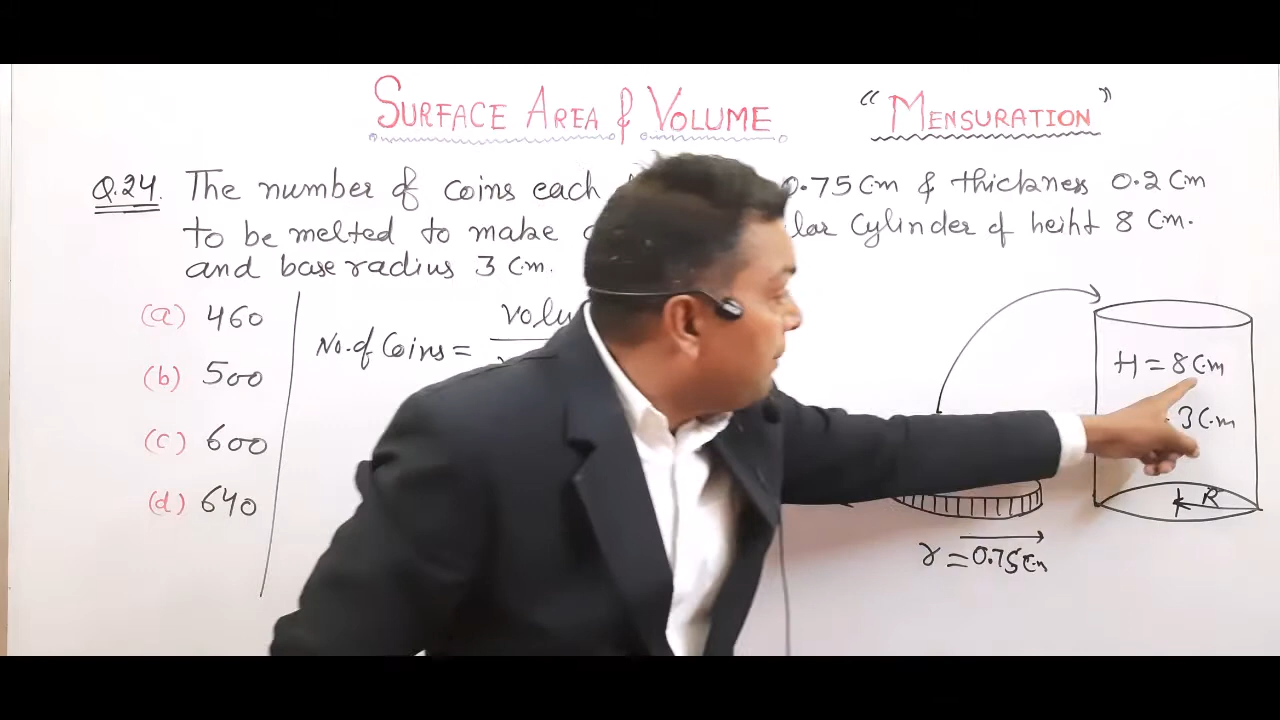 SURFACE AREA & VOLUME "MENSURATION"
Q.24. The number of coins each 0.75 cm & thickness 0.2 cm
to be melted to make Cylinder of heiht 8 cm.
and base radius 3 cm.
(a) 460
(b) 500
(c) 600
(d) 640
No. of Coins =
H = 8 cm
3 cm
R
r = 0.75 cm